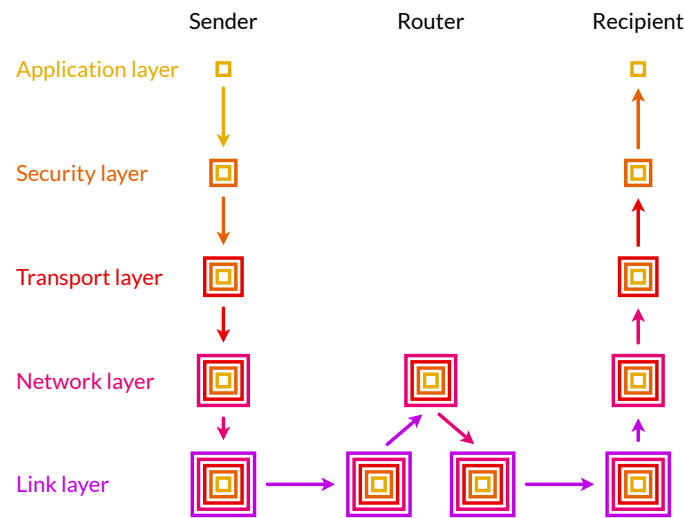 Sender
Router
Recipient
Application layer
Security layer
Transport layer
Network layer
Link layer